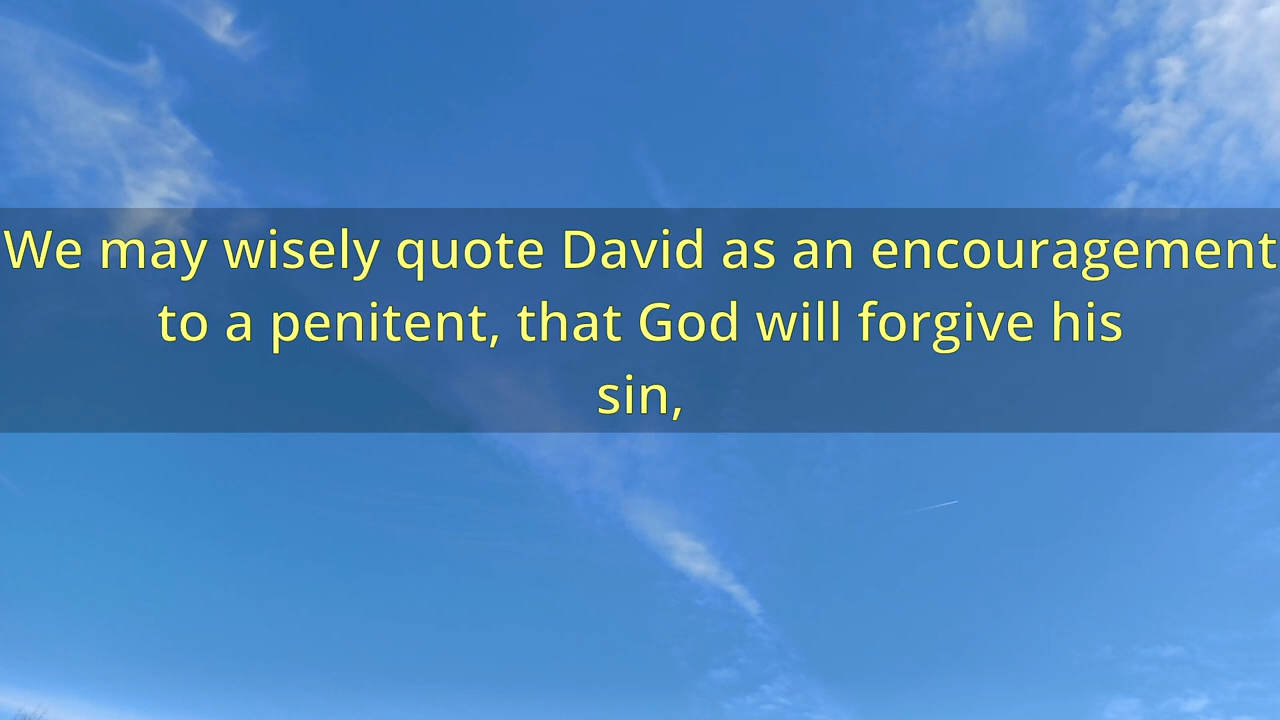 We may wisely quote David as an encouragement
to a penitent, that God will forgive his
sin,